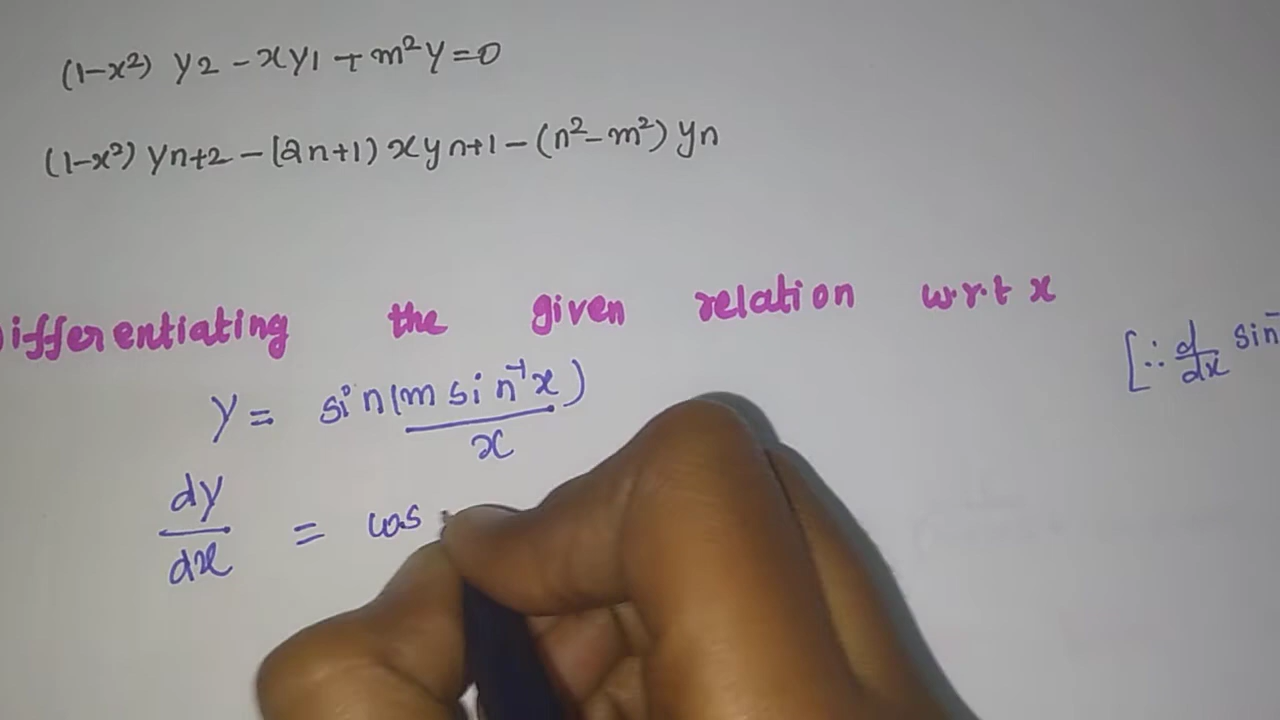 (1-x²) y2 - xy1 + m²y = 0
(1-x²) yn+2 - (2n+1) xyn+1 - (n²-m²) yn
Differentiating the given relation w.r.t x
y = sin(m sin⁻¹x)
x
[∴ d/dx sin⁻
dy/dx = cos